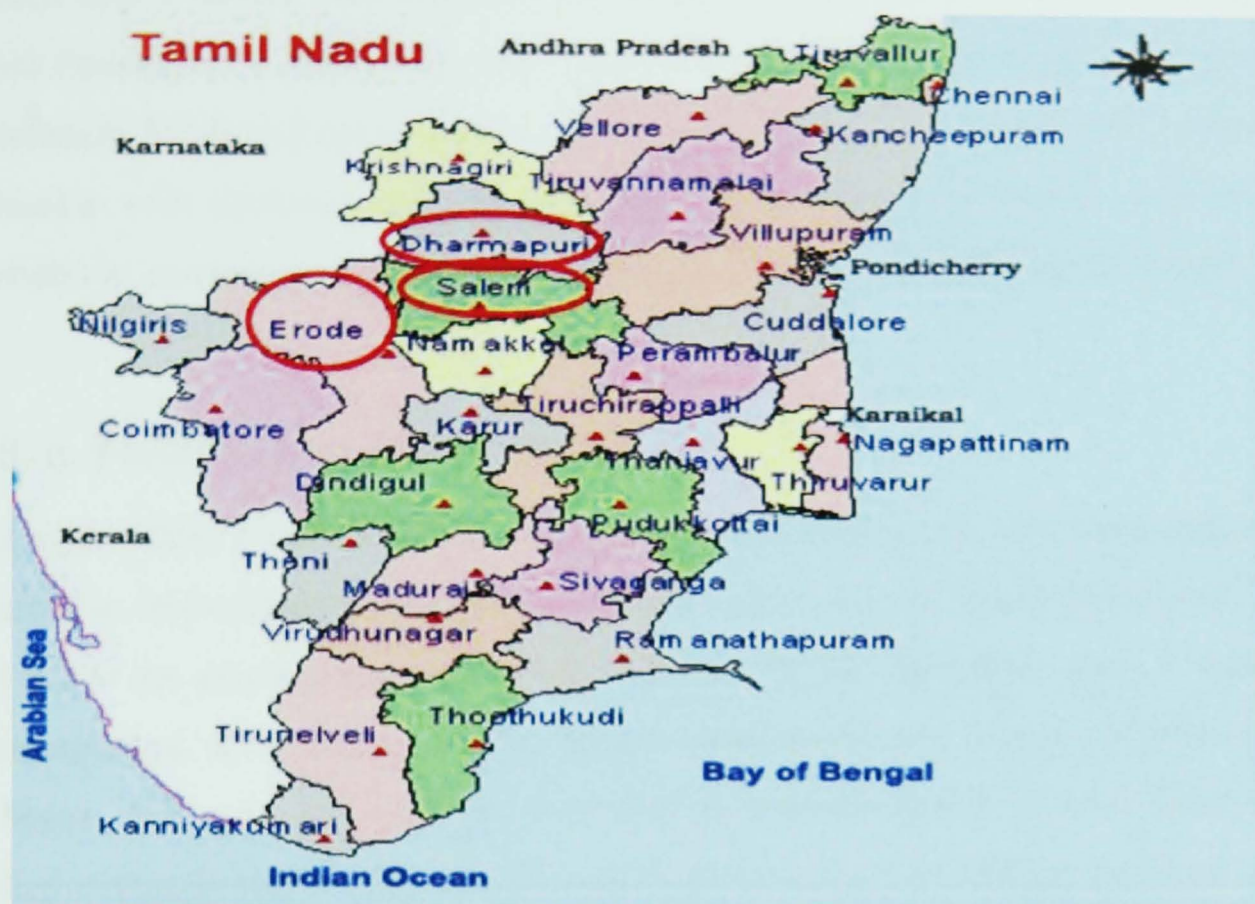 Tamil Nadu
Andhra Pradesh
Tiruvallur
Chennai
Vellore
Kancheepuram
Karnataka
Krishnagiri
Tiruvannamalai
Dharmapuri
Villupuram
Pondicherry
Salem
Nilgiris
Erode
Cuddalore
Namakkal
Perambalur
Tiruchirappalli
Karaikal
Coimbatore
Karur
Nagapattinam
Thanjavur
Dindigul
Thiruvarur
Pudukkottai
Kerala
Theni
Madurai
Sivaganga
Virudhunagar
Ramanathapuram
Arabian Sea
Tirunelveli
Thoothukudi
Bay of Bengal
Kanniyakumari
Indian Ocean